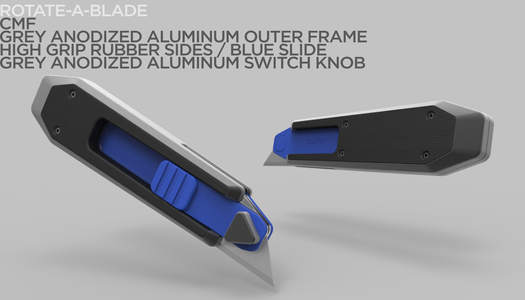 ROTATE-A-BLADE
CMF
GREY ANODIZED ALUMINUM OUTER FRAME
HIGH GRIP RUBBER SIDES / BLUE SLIDE
GREY ANODIZED ALUMINUM SWITCH KNOB